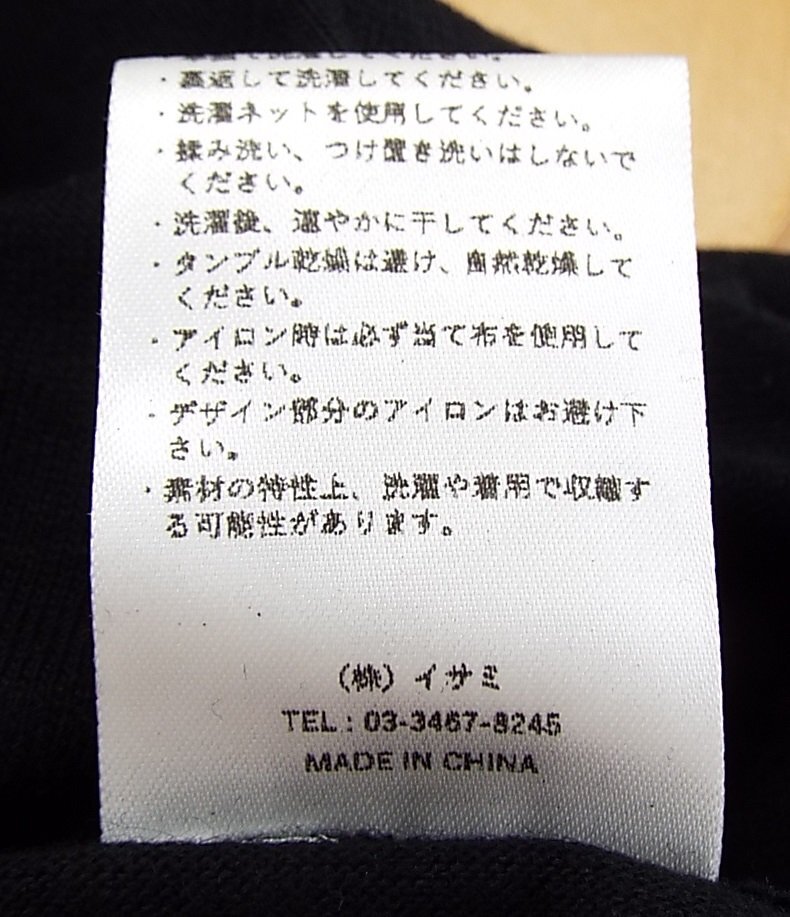 ・裏返して洗濯してください。
・洗濯ネットを使用してください。
・揉み洗い、つけ置き洗いはしないで
ください。
・洗濯後、速やかに干してください。
・タンブル乾燥は避け、自然乾燥して
ください。
・アイロン時は必ず当て布を使用して
ください。
・デザイン部分のアイロンはお避け下
さい。
・素材の特性上、洗濯や着用で収縮す
る可能性があります。
(株)イサミ
TEL : 03-3467-8245
MADE IN CHINA